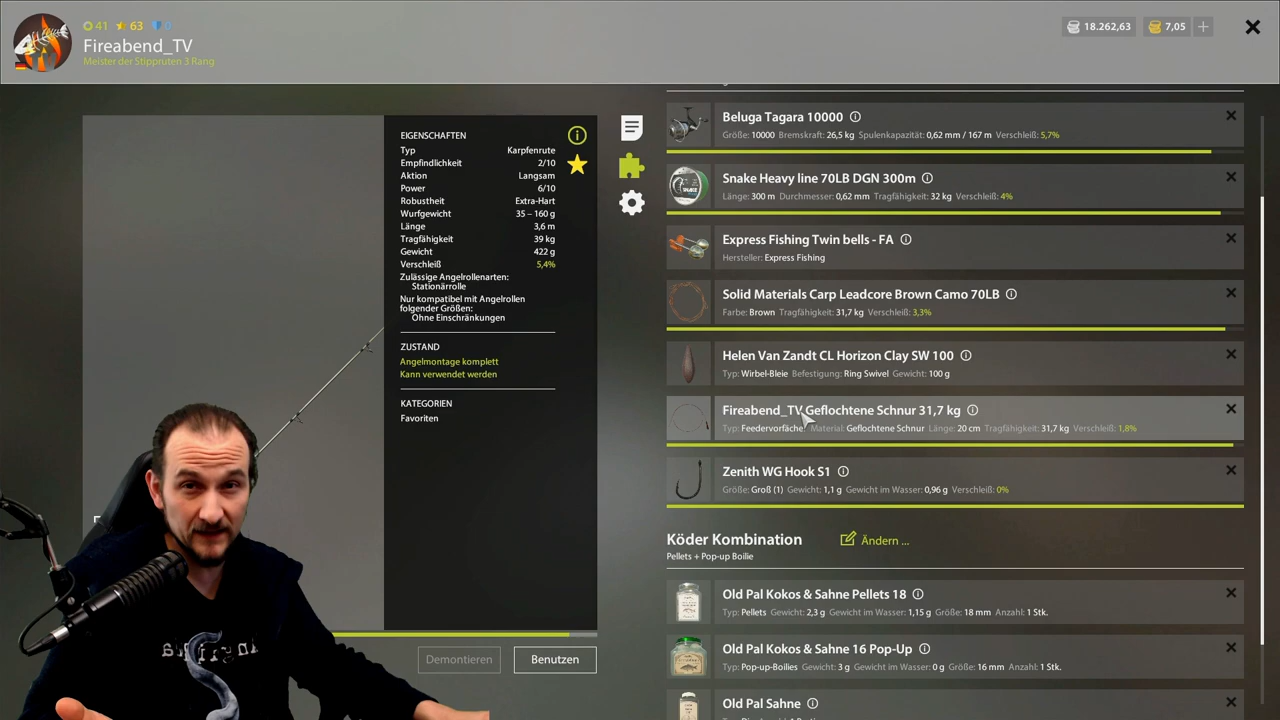 41 63 0
Fireabend_TV
Meister der Stippruten 3 Rang
18.262,63 7,05
EIGENSCHAFTEN
Typ Karpfenrute
Empfindlichkeit 2/10
Aktion Langsam
Power 6/10
Robustheit Extra-Hart
Wurfgewicht 35 – 160 g
Länge 3,6 m
Tragfähigkeit 39 kg
Gewicht 422 g
Verschleiß 5,4%
Zulässige Angelrollenarten:
Stationärrolle
Nur kompatibel mit Angelrollen
folgender Größen:
Ohne Einschränkungen
ZUSTAND
Angelmontage komplett
Kann verwendet werden
KATEGORIEN
Favoriten
Demontieren Benutzen
Beluga Tagara 10000
Größe: 10000 Bremskraft: 26,5 kg Spulenkapazität: 0,62 mm / 167 m Verschleiß: 5,7%
Snake Heavy line 70LB DGN 300m
Länge: 300 m Durchmesser: 0,62 mm Tragfähigkeit: 32 kg Verschleiß: 4%
Express Fishing Twin bells - FA
Hersteller: Express Fishing
Solid Materials Carp Leadcore Brown Camo 70LB
Farbe: Brown Tragfähigkeit: 31,7 kg Verschleiß: 3,3%
Helen Van Zandt CL Horizon Clay SW 100
Typ: Wirbel-Bleie Befestigung: Ring Swivel Gewicht: 100 g
Fireabend_TV Geflochtene Schnur 31,7 kg
Typ: Feedervorfächer Material: Geflochtene Schnur Länge: 20 cm Tragfähigkeit: 31,7 kg Verschleiß: 1,8%
Zenith WG Hook S1
Größe: Groß (1) Gewicht: 1,1 g Gewicht im Wasser: 0,96 g Verschleiß: 0%
Köder Kombination Ändern ...
Pellets + Pop-up Boilie
Old Pal Kokos & Sahne Pellets 18
Typ: Pellets Gewicht: 2,3 g Gewicht im Wasser: 1,15 g Größe: 18 mm Anzahl: 1 Stk.
Old Pal Kokos & Sahne 16 Pop-Up
Typ: Pop-up-Boilies Gewicht: 3 g Gewicht im Wasser: 0 g Größe: 16 mm Anzahl: 1 Stk.
Old Pal Sahne